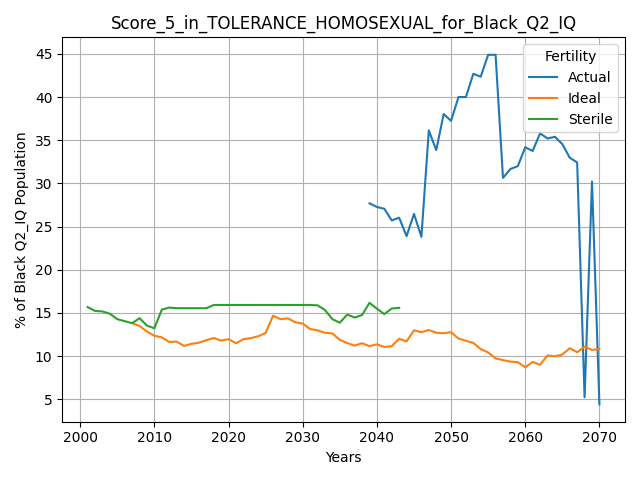 Score_5_in_TOLERANCE_HOMOSEXUAL_for_Black_Q2_IQ
% of Black Q2_IQ Population
45
40
35
30
25
20
15
10
5
Fertility
Actual
Ideal
Sterile
2000 2010 2020 2030 2040 2050 2060 2070
Years